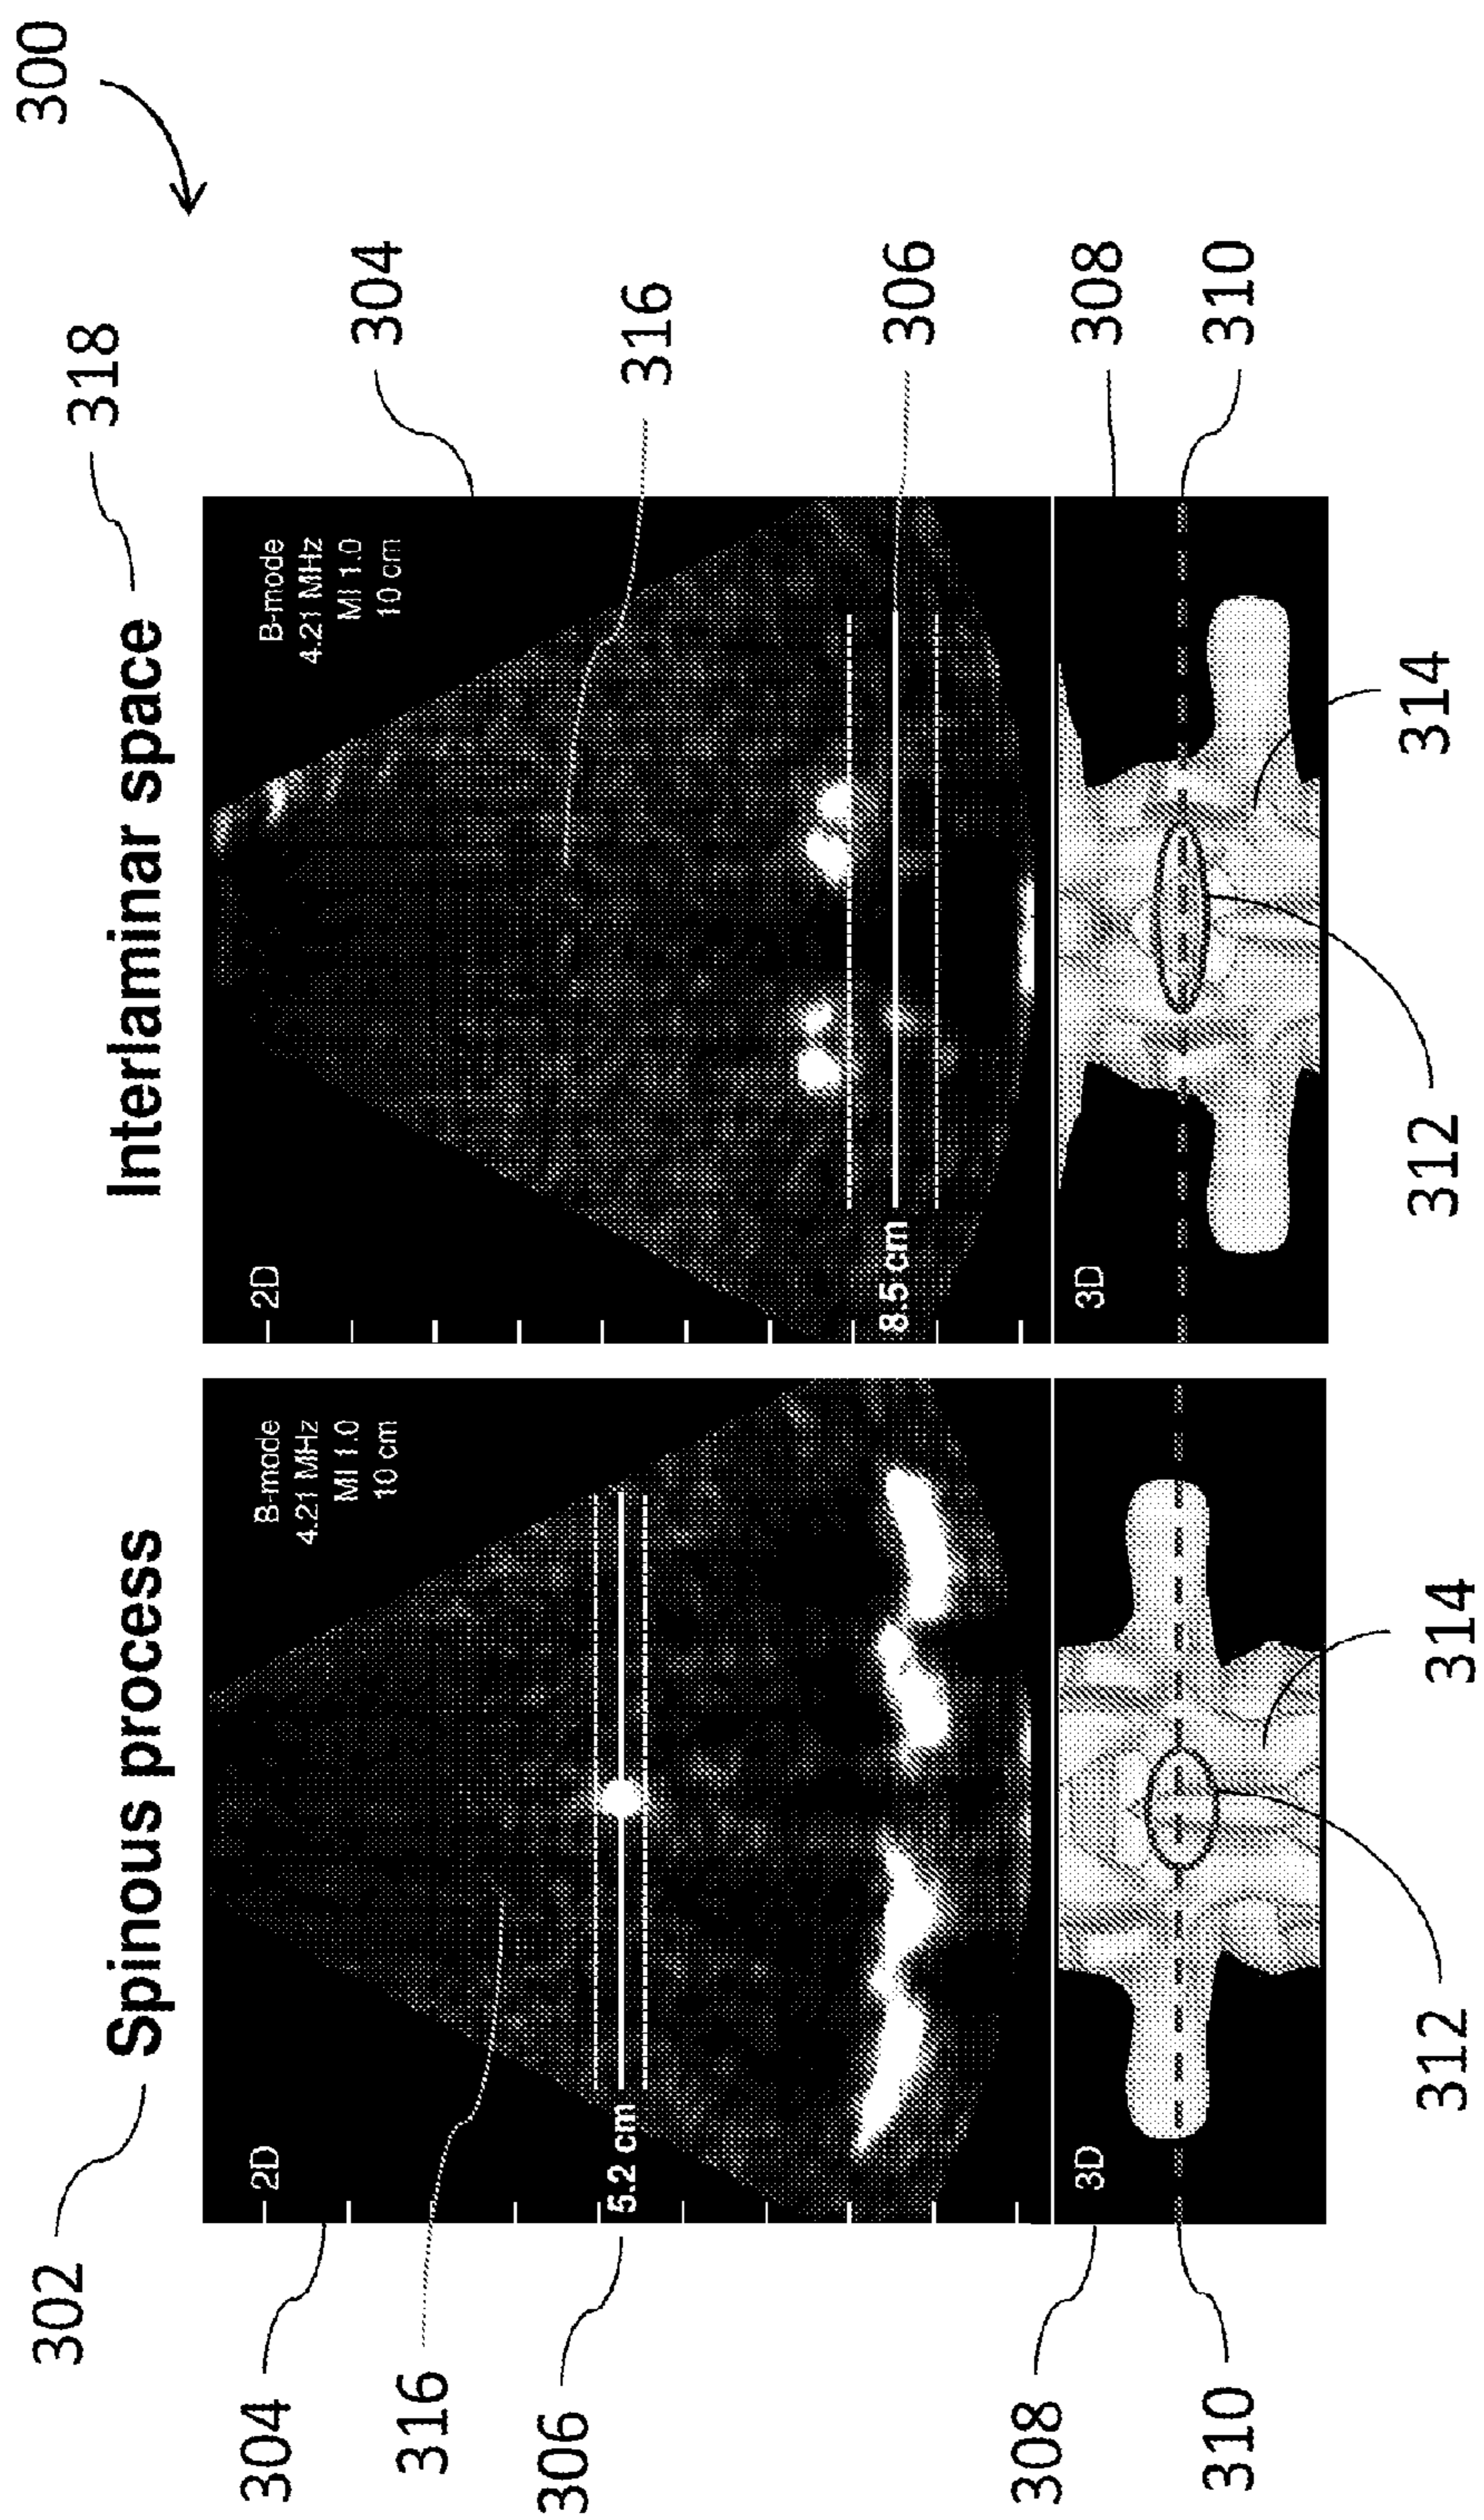 300
302
Spinous process
Interlaminar space
318
304
2D
B-mode
4.21 MHz
MI 1.0
10 cm
316
306
5.2 cm
308
3D
310
312
314
2D
B-mode
4.21 MHz
MI 1.0
10 cm
304
316
8.5 cm
306
3D
308
310
312
314